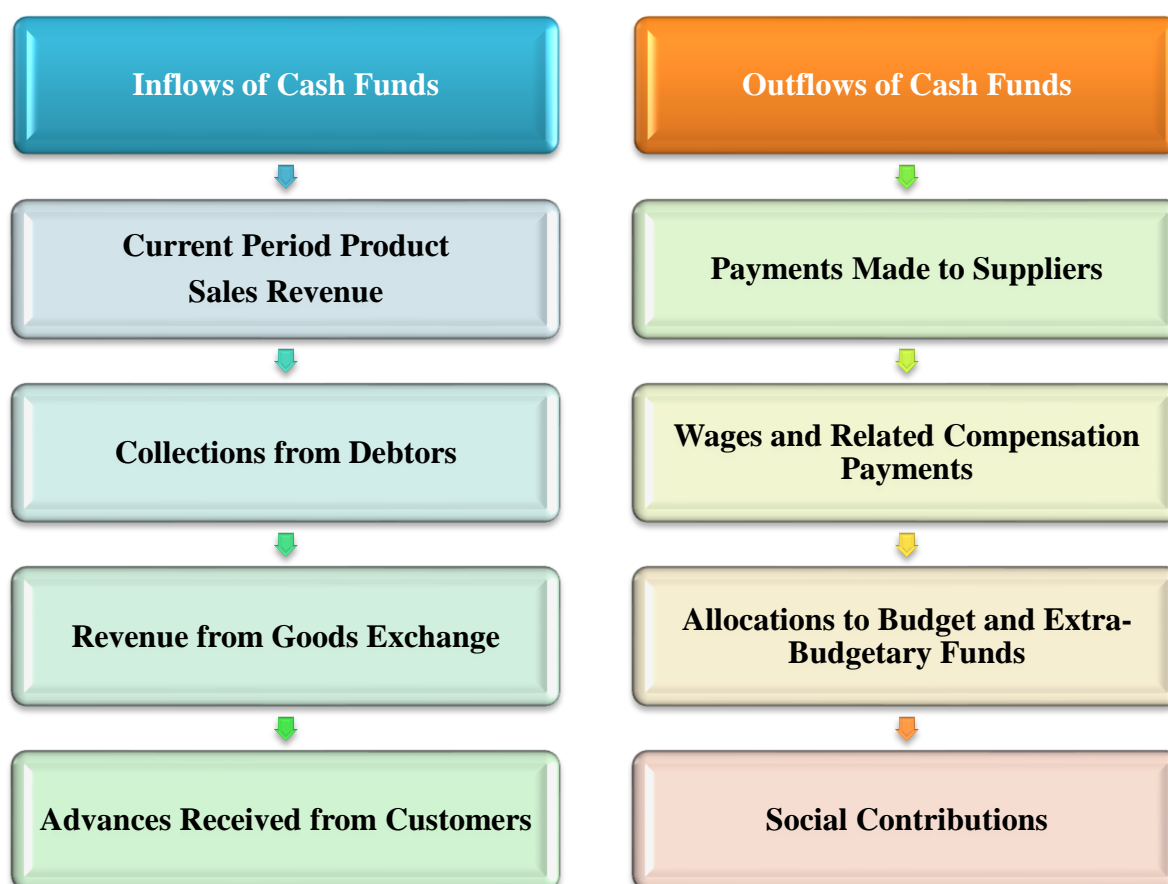 Inflows of Cash Funds
Current Period Product
Sales Revenue
Collections from Debtors
Revenue from Goods Exchange
Advances Received from Customers
Outflows of Cash Funds
Payments Made to Suppliers
Wages and Related Compensation
Payments
Allocations to Budget and Extra-
Budgetary Funds
Social Contributions